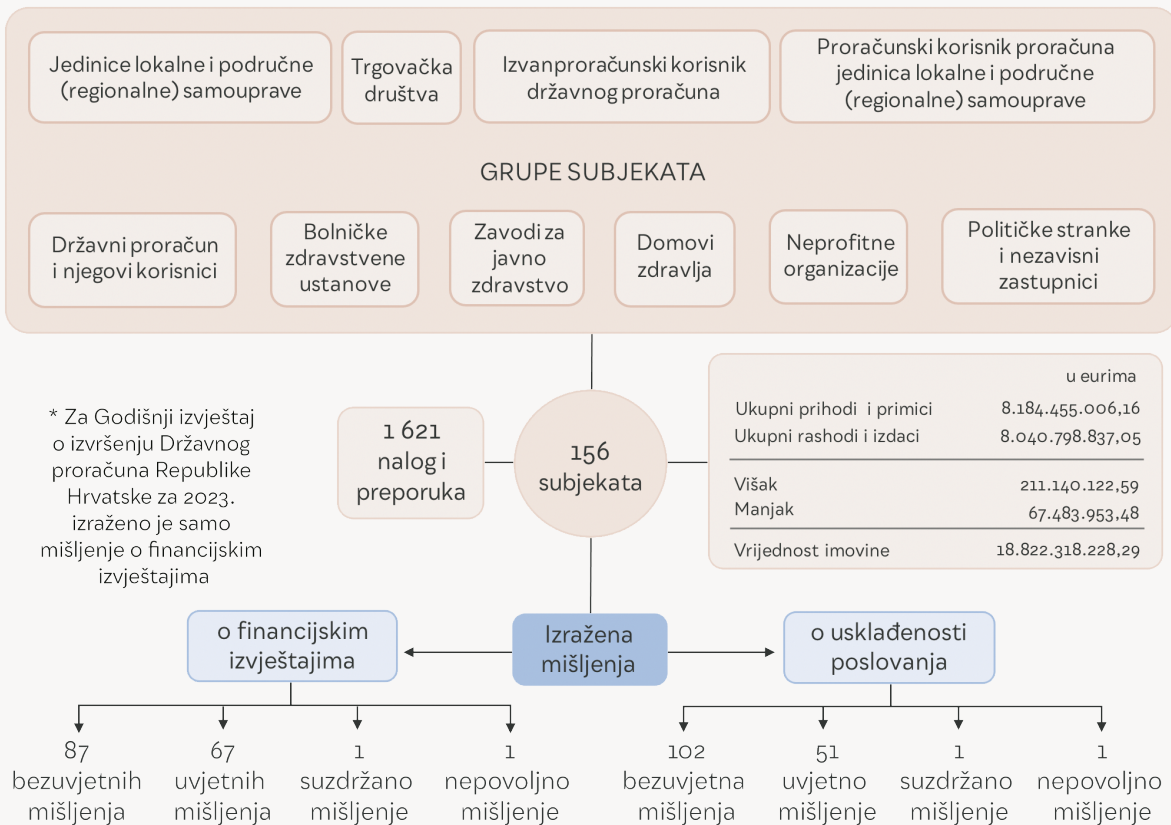 Jedinice lokalne i područne
(regionalne) samouprave
Trgovačka
društva
Izvanproračunski korisnik
državnog proračuna
Proračunski korisnik proračuna
jedinica lokalne i područne
(regionalne) samouprave
GRUPE SUBJEKATA
Državni proračun
i njegovi korisnici
Bolničke
zdravstvene
ustanove
Zavodi za
javno
zdravstvo
Domovi
zdravlja
Neprofitne
organizacije
Političke stranke
i nezavisni
zastupnici
* Za Godišnji izvještaj
o izvršenju Državnog
proračuna Republike
Hrvatske za 2023.
izraženo je samo
mišljenje o financijskim
izvještajima
1 621
nalog i
preporuka
156
subjekata
u eurima
Ukupni prihodi i primici 8.184.455.006,16
Ukupni rashodi i izdaci 8.040.798.837,05
Višak 211.140.122,59
Manjak 67.483.953,48
Vrijednost imovine 18.822.318.228,29
Izražena
mišljenja
o financijskim
izvještajima
o usklađenosti
poslovanja
87
bezuvjetnih
mišljenja
67
uvjetnih
mišljenja
1
suzdržano
mišljenje
1
nepovoljno
mišljenje
102
bezuvjetna
mišljenja
51
uvjetno
mišljenje
1
suzdržano
mišljenje
1
nepovoljno
mišljenje